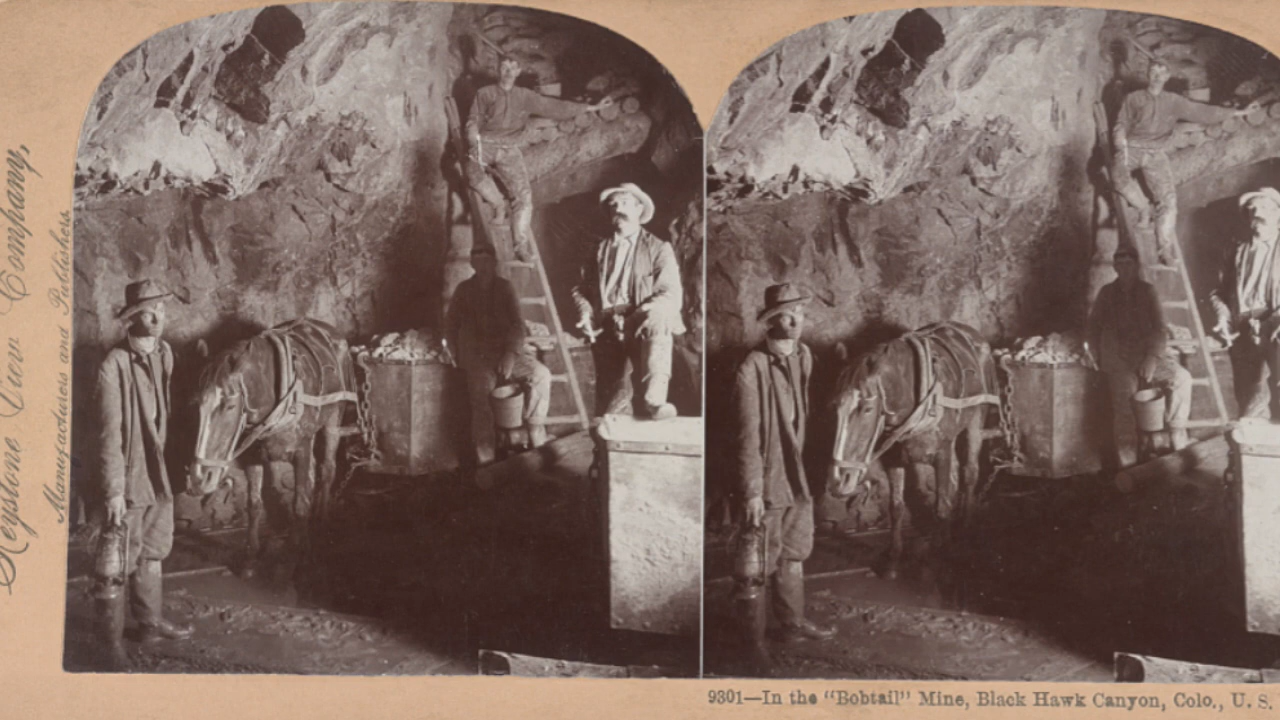 Keystone View Company,
Manufacturers and Publishers.
9301—In the "Bobtail" Mine, Black Hawk Canyon, Colo., U. S.